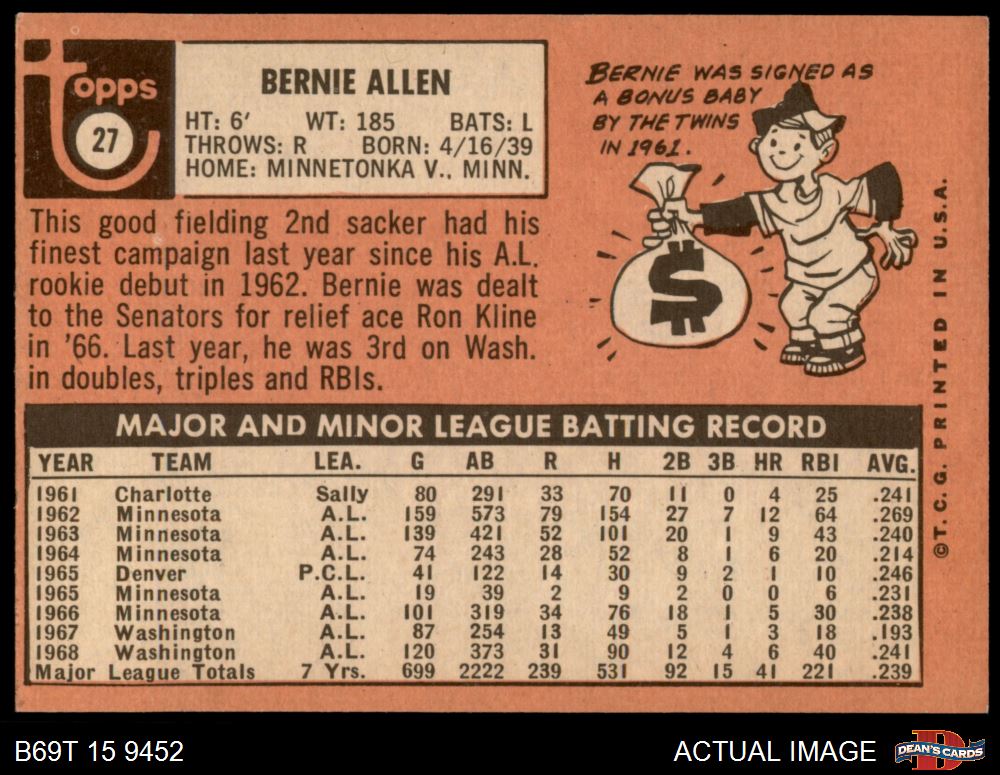 topps
27
BERNIE ALLEN
HT: 6' WT: 185 BATS: L
THROWS: R BORN: 4/16/39
HOME: MINNETONKA V., MINN.
BERNIE WAS SIGNED AS
A BONUS BABY
BY THE TWINS
IN 1961.
$
This good fielding 2nd sacker had his
finest campaign last year since his A.L.
rookie debut in 1962. Bernie was dealt
to the Senators for relief ace Ron Kline
in '66. Last year, he was 3rd on Wash.
in doubles, triples and RBIs.
MAJOR AND MINOR LEAGUE BATTING RECORD
YEAR TEAM LEA. G AB R H 2B 3B HR RBI AVG.
1961 Charlotte Sally 80 291 33 70 11 0 4 25 .241
1962 Minnesota A.L. 159 573 79 154 27 7 12 64 .269
1963 Minnesota A.L. 139 421 52 101 20 1 9 43 .240
1964 Minnesota A.L. 74 243 28 52 8 1 6 20 .214
1965 Denver P.C.L. 41 122 14 30 9 2 1 10 .246
1965 Minnesota A.L. 19 39 2 9 2 0 0 6 .231
1966 Minnesota A.L. 101 319 34 76 18 1 5 30 .238
1967 Washington A.L. 87 254 13 49 5 1 3 18 .193
1968 Washington A.L. 120 373 31 90 12 4 6 40 .241
Major League Totals 7 Yrs. 699 2222 239 531 92 15 41 221 .239
©T.C.G. PRINTED IN U.S.A.
B69T 15 9452
ACTUAL IMAGE
D
DEAN'S CARDS